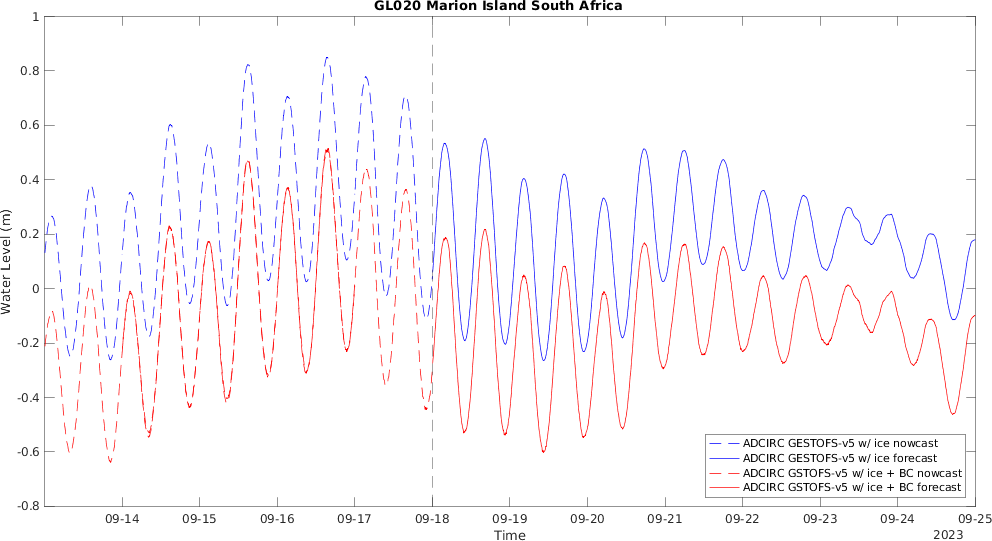 GL020 Marion Island South Africa
1
0.8
0.6
0.4
0.2
0
-0.2
-0.4
-0.6
-0.8
Water Level (m)
09-14 09-15 09-16 09-17 09-18 09-19 09-20 09-21 09-22 09-23 09-24 09-25
Time
2023
ADCIRC GESTOFS-v5 w/ ice nowcast
ADCIRC GESTOFS-v5 w/ ice forecast
ADCIRC GSTOFS-v5 w/ ice + BC nowcast
ADCIRC GSTOFS-v5 w/ ice + BC forecast